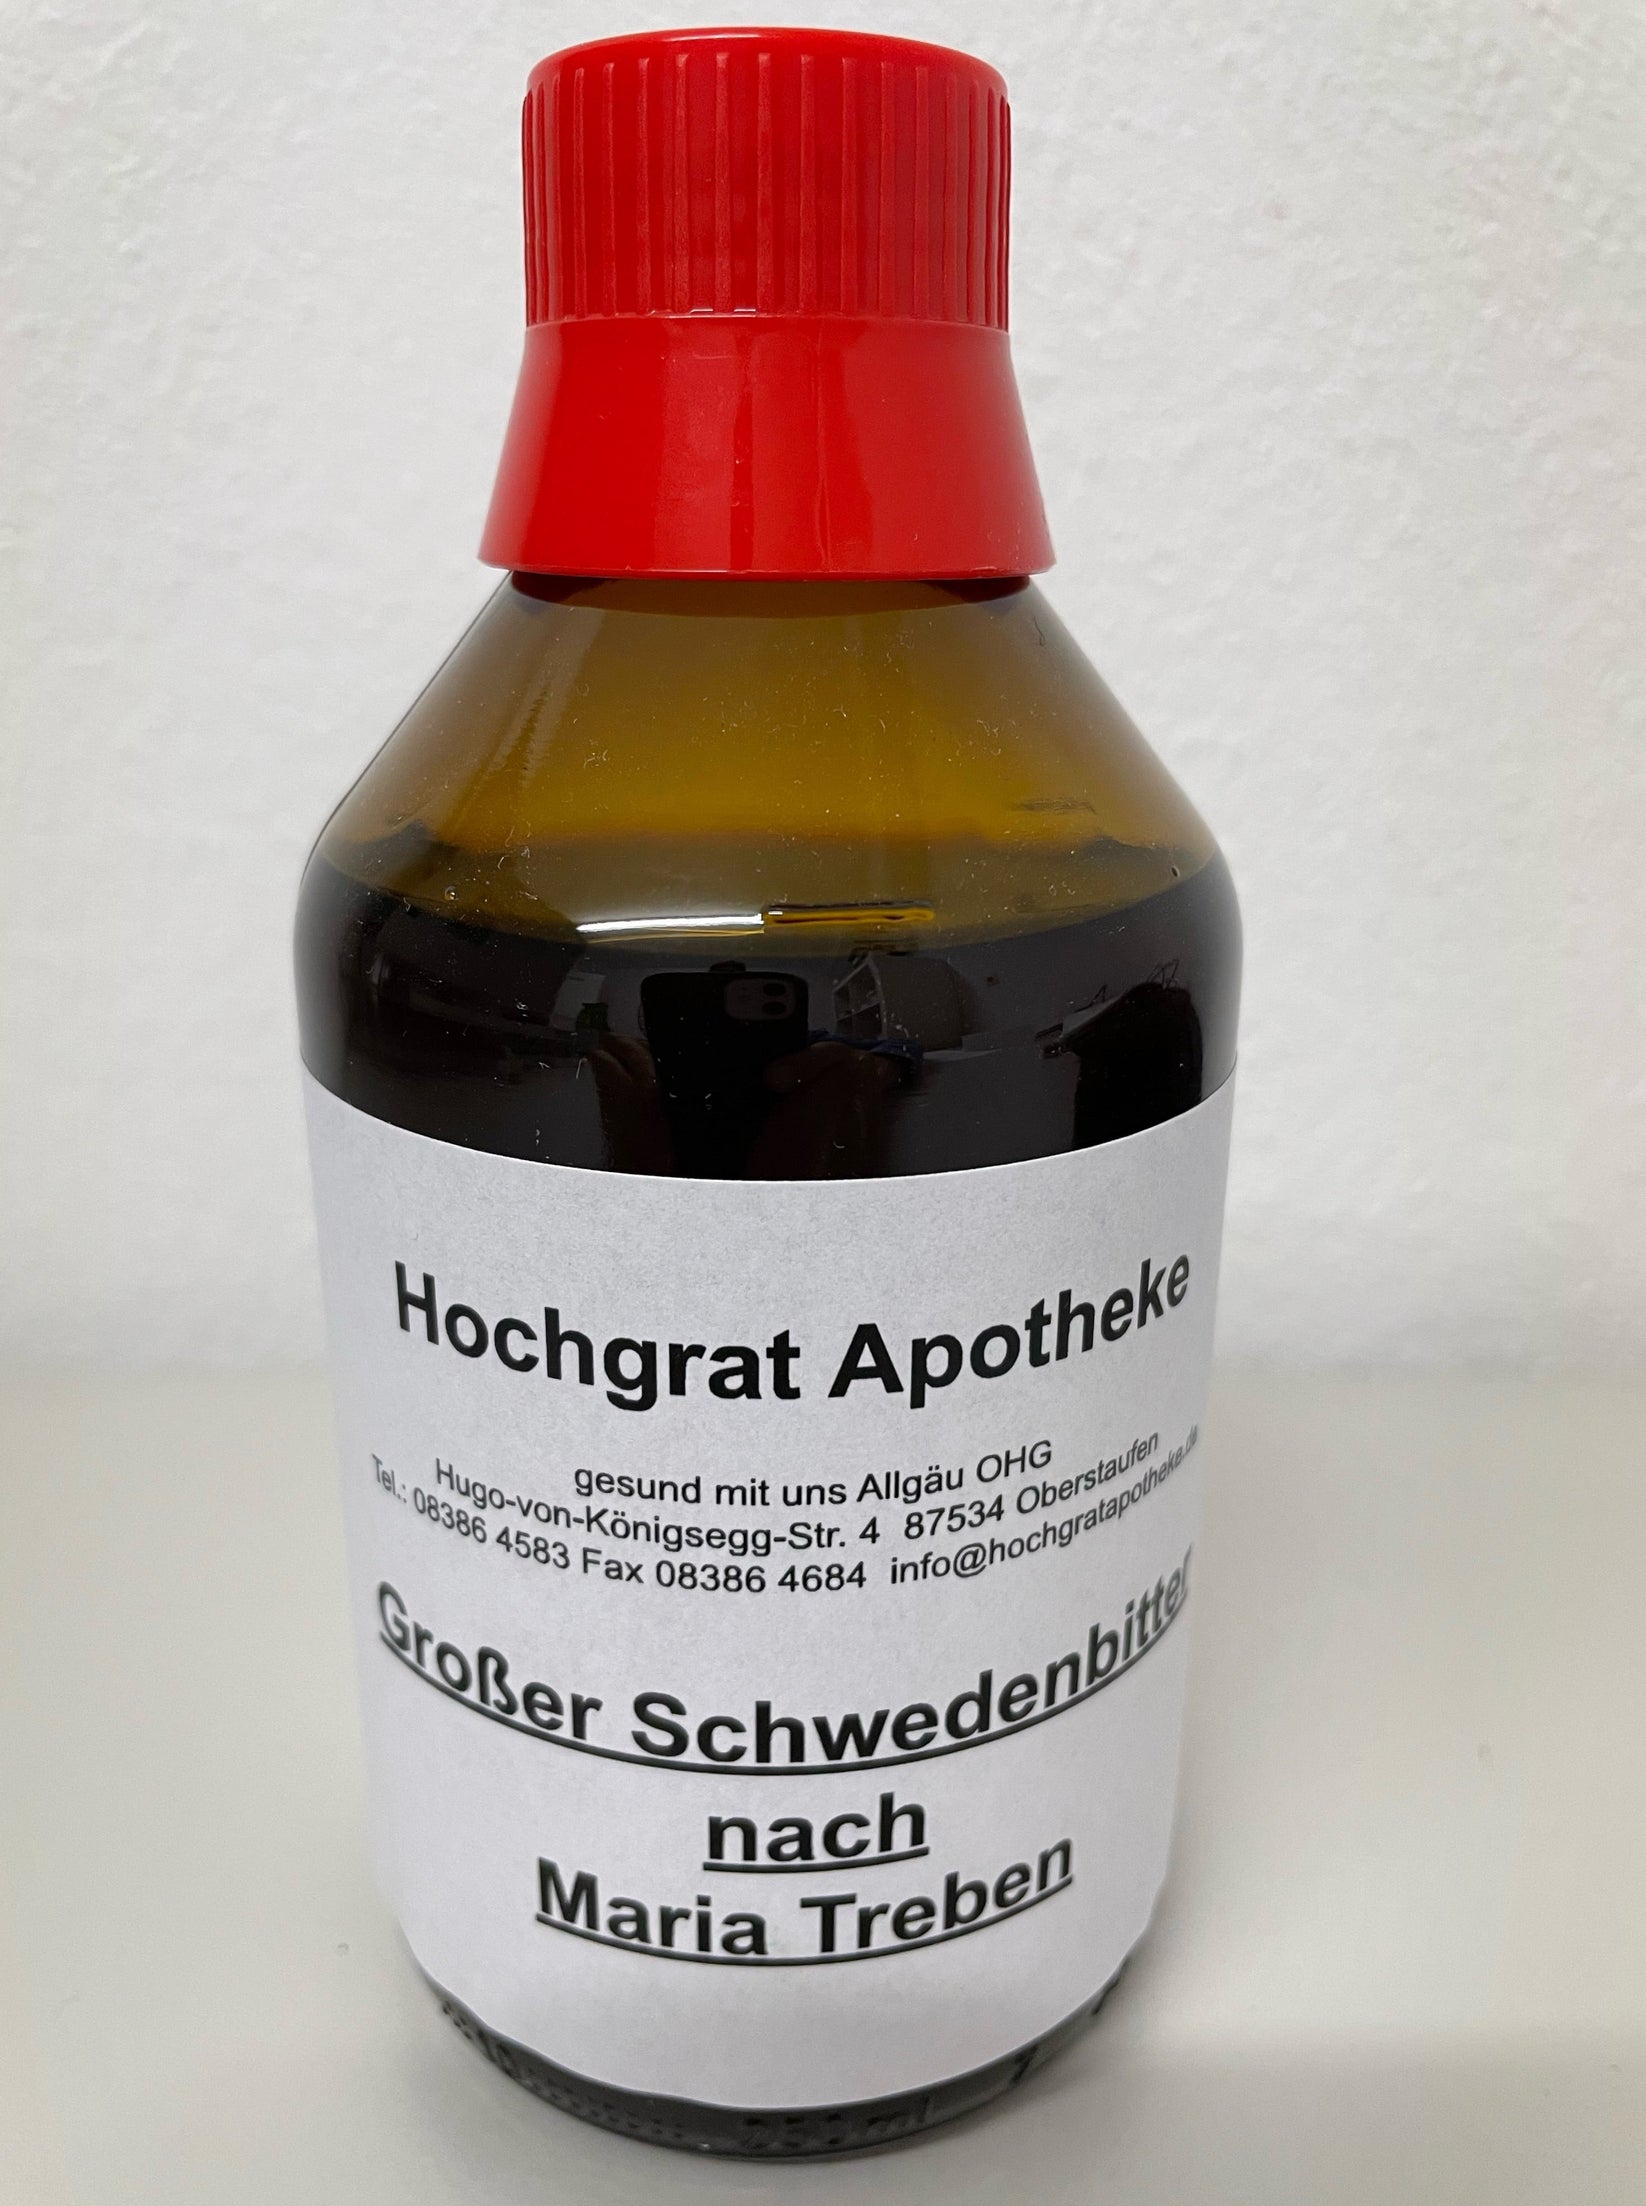 Hochgrat Apotheke
gesund mit uns Allgäu OHG
Hugo-von-Königsegg-Str. 4 87534 Oberstaufen
Tel.: 08386 4583 Fax 08386 4684 info@hochgratapotheke.de
Großer Schwedenbitter
nach
Maria Treben
250ml